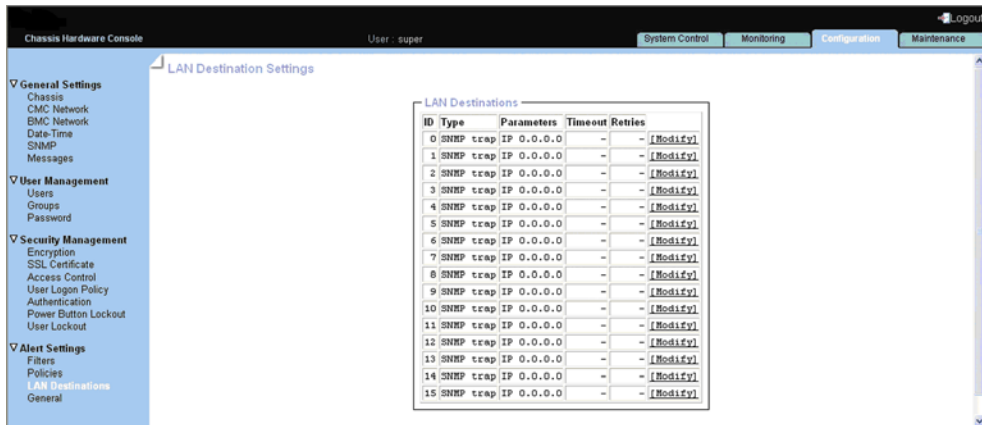 Logout
Chassis Hardware Console
User : super
System Control
Monitoring
Configuration
Maintenance
General Settings
Chassis
CMC Network
BMC Network
Date-Time
SNMP
Messages
User Management
Users
Groups
Password
Security Management
Encryption
SSL Certificate
Access Control
User Logon Policy
Authentication
Power Button Lockout
User Lockout
Alert Settings
Filters
Policies
LAN Destinations
General
LAN Destination Settings
LAN Destinations
ID Type Parameters Timeout Retries
0 SNMP trap IP 0.0.0.0 - - [Modify]
1 SNMP trap IP 0.0.0.0 - - [Modify]
2 SNMP trap IP 0.0.0.0 - - [Modify]
3 SNMP trap IP 0.0.0.0 - - [Modify]
4 SNMP trap IP 0.0.0.0 - - [Modify]
5 SNMP trap IP 0.0.0.0 - - [Modify]
6 SNMP trap IP 0.0.0.0 - - [Modify]
7 SNMP trap IP 0.0.0.0 - - [Modify]
8 SNMP trap IP 0.0.0.0 - - [Modify]
9 SNMP trap IP 0.0.0.0 - - [Modify]
10 SNMP trap IP 0.0.0.0 - - [Modify]
11 SNMP trap IP 0.0.0.0 - - [Modify]
12 SNMP trap IP 0.0.0.0 - - [Modify]
13 SNMP trap IP 0.0.0.0 - - [Modify]
14 SNMP trap IP 0.0.0.0 - - [Modify]
15 SNMP trap IP 0.0.0.0 - - [Modify]